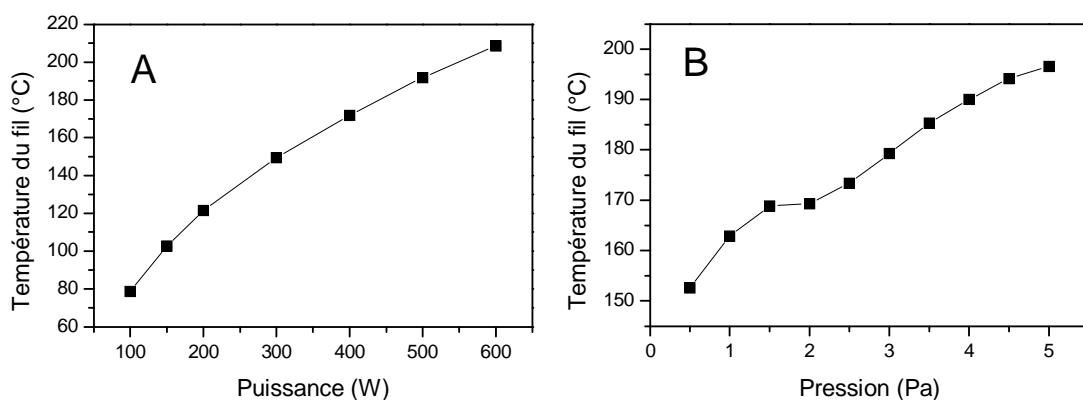 A
Température du fil (°C)
220
200
180
160
140
120
100
80
60
100 200 300 400 500 600
Puissance (W)
B
Température du fil (°C)
200
190
180
170
160
150
0 1 2 3 4 5
Pression (Pa)